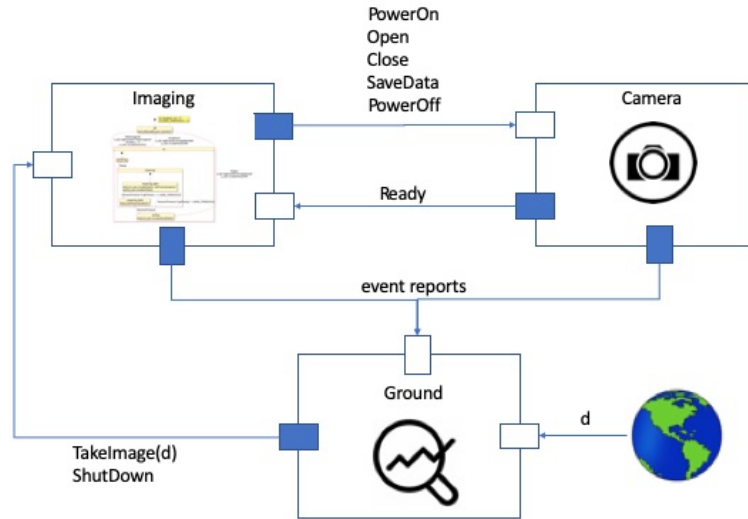 PowerOn
Open
Close
SaveData
PowerOff
Imaging
Camera
Ready
event reports
Ground
d
TakeImage(d)
ShutDown